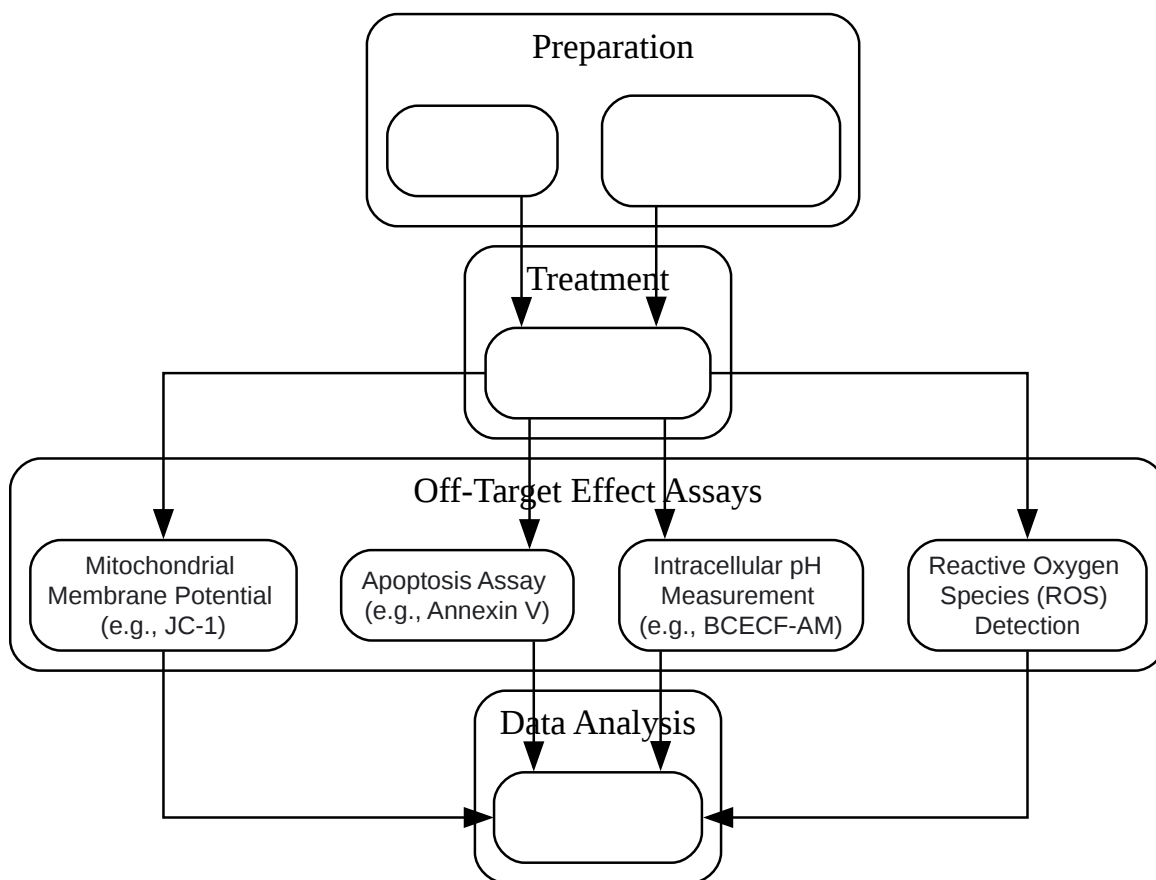 Preparation
Treatment
Off-Target Effect Assays
Mitochondrial
Membrane Potential
(e.g., JC-1)
Apoptosis Assay
(e.g., Annexin V)
Intracellular pH
Measurement
(e.g., BCECF-AM)
Reactive Oxygen
Species (ROS)
Detection
Data Analysis